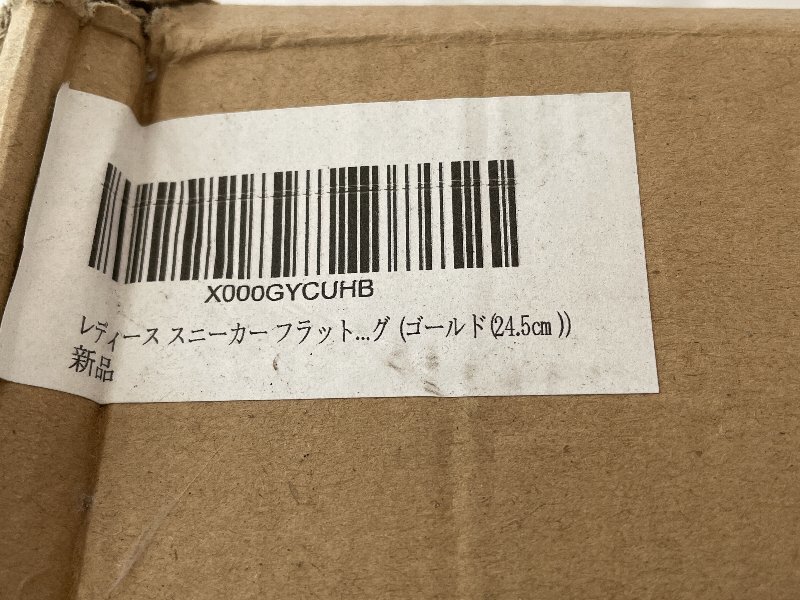 X000GYCUHB
レディース スニーカー フラット...グ (ゴールド(24.5cm ))
新品